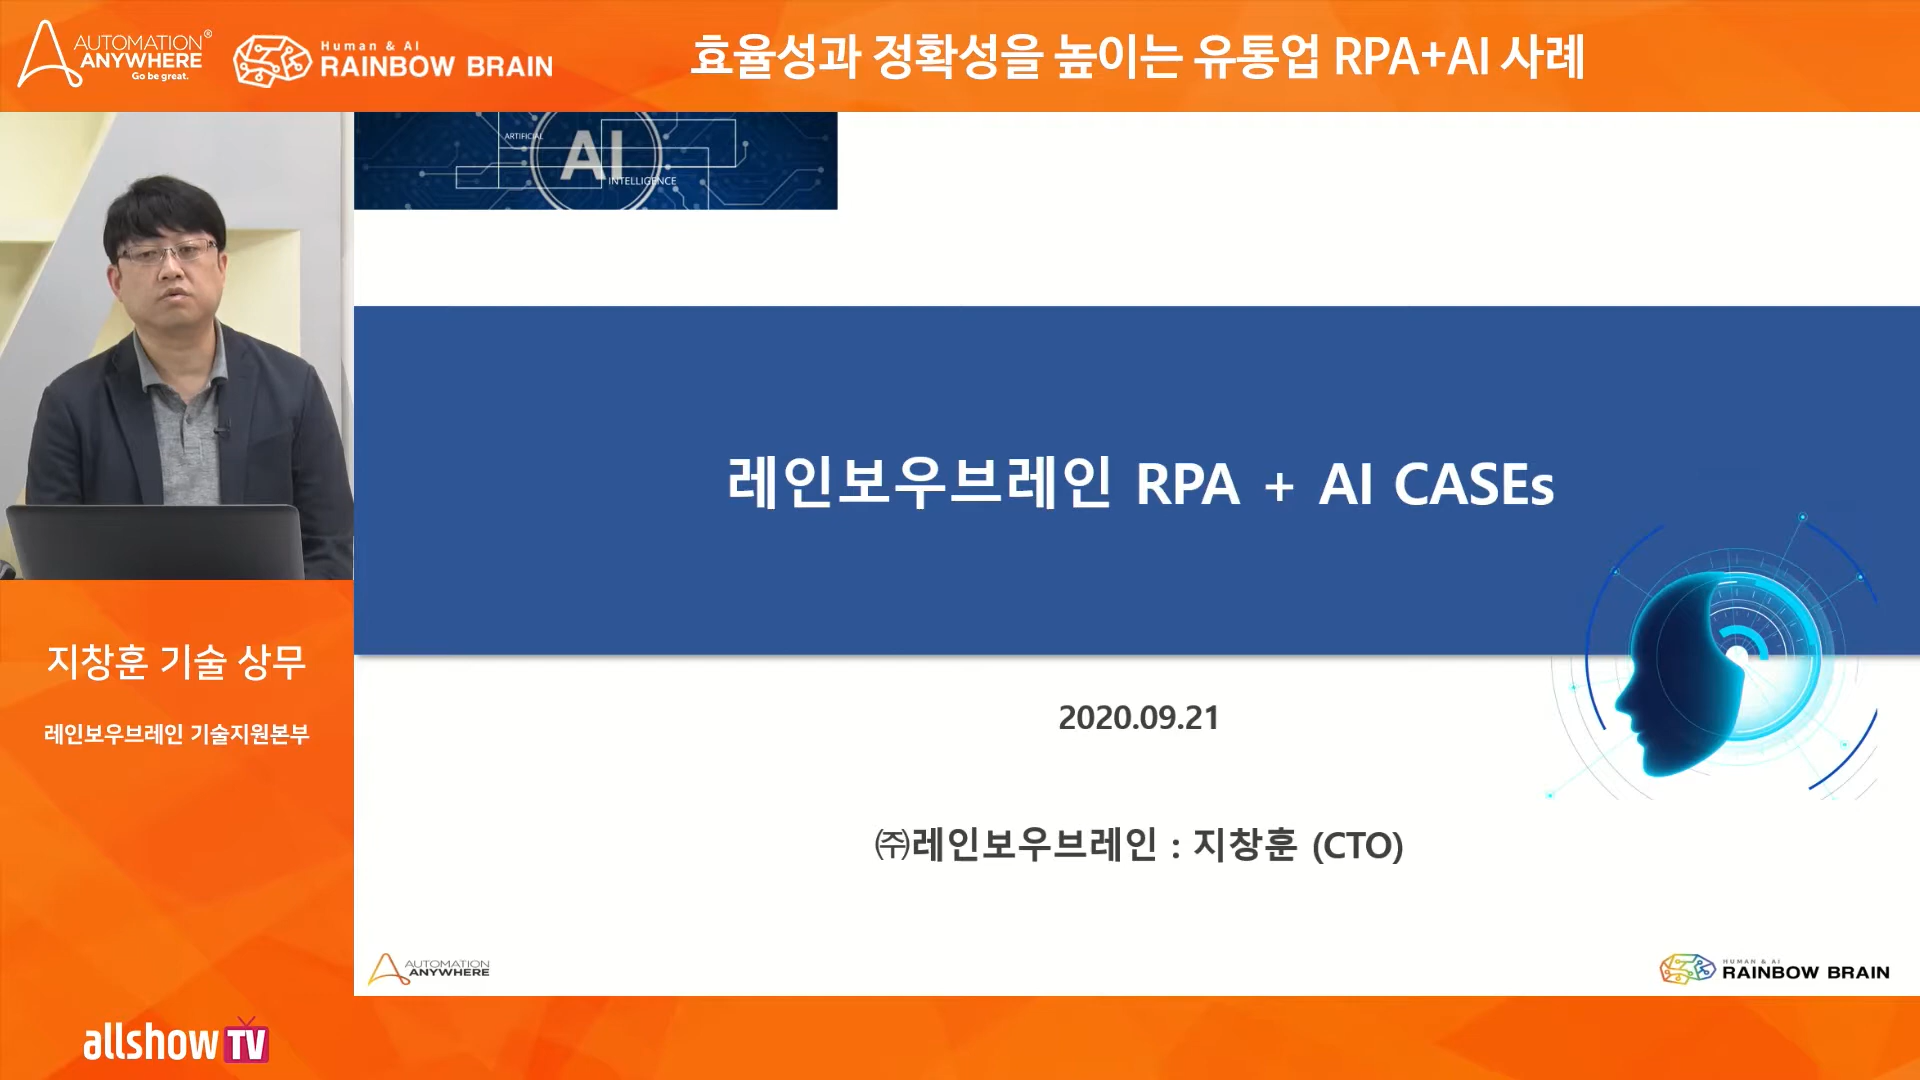 AUTOMATION ANYWHERE®
Go be great.
Human & AI
RAINBOW BRAIN
효율성과 정확성을 높이는 유통업 RPA+AI 사례
ARTIFICIAL
AI
INTELLIGENCE
레인보우브레인 RPA + AI CASEs
지창훈 기술 상무
레인보우브레인 기술지원본부
2020.09.21
㈜레인보우브레인 : 지창훈 (CTO)
AUTOMATION
ANYWHERE
HUMAN & AI
RAINBOW BRAIN
allshow TV